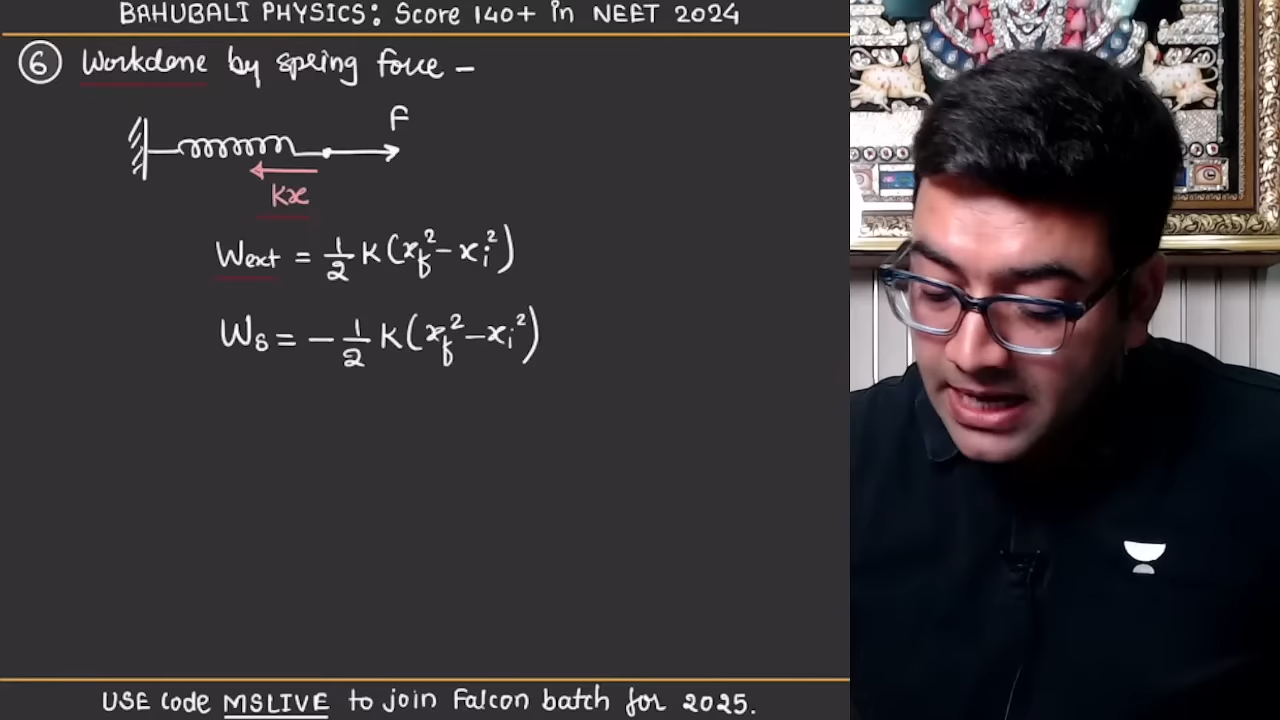 BAHUBALI PHYSICS: Score 140+ in NEET 2024
⑥ Workdone by spring force -
F
Kx
Wext = 1/2 K(xf² - xi²)
Ws = - 1/2 K(xf² - xi²)
USE Code MSLIVE to join Falcon batch for 2025.